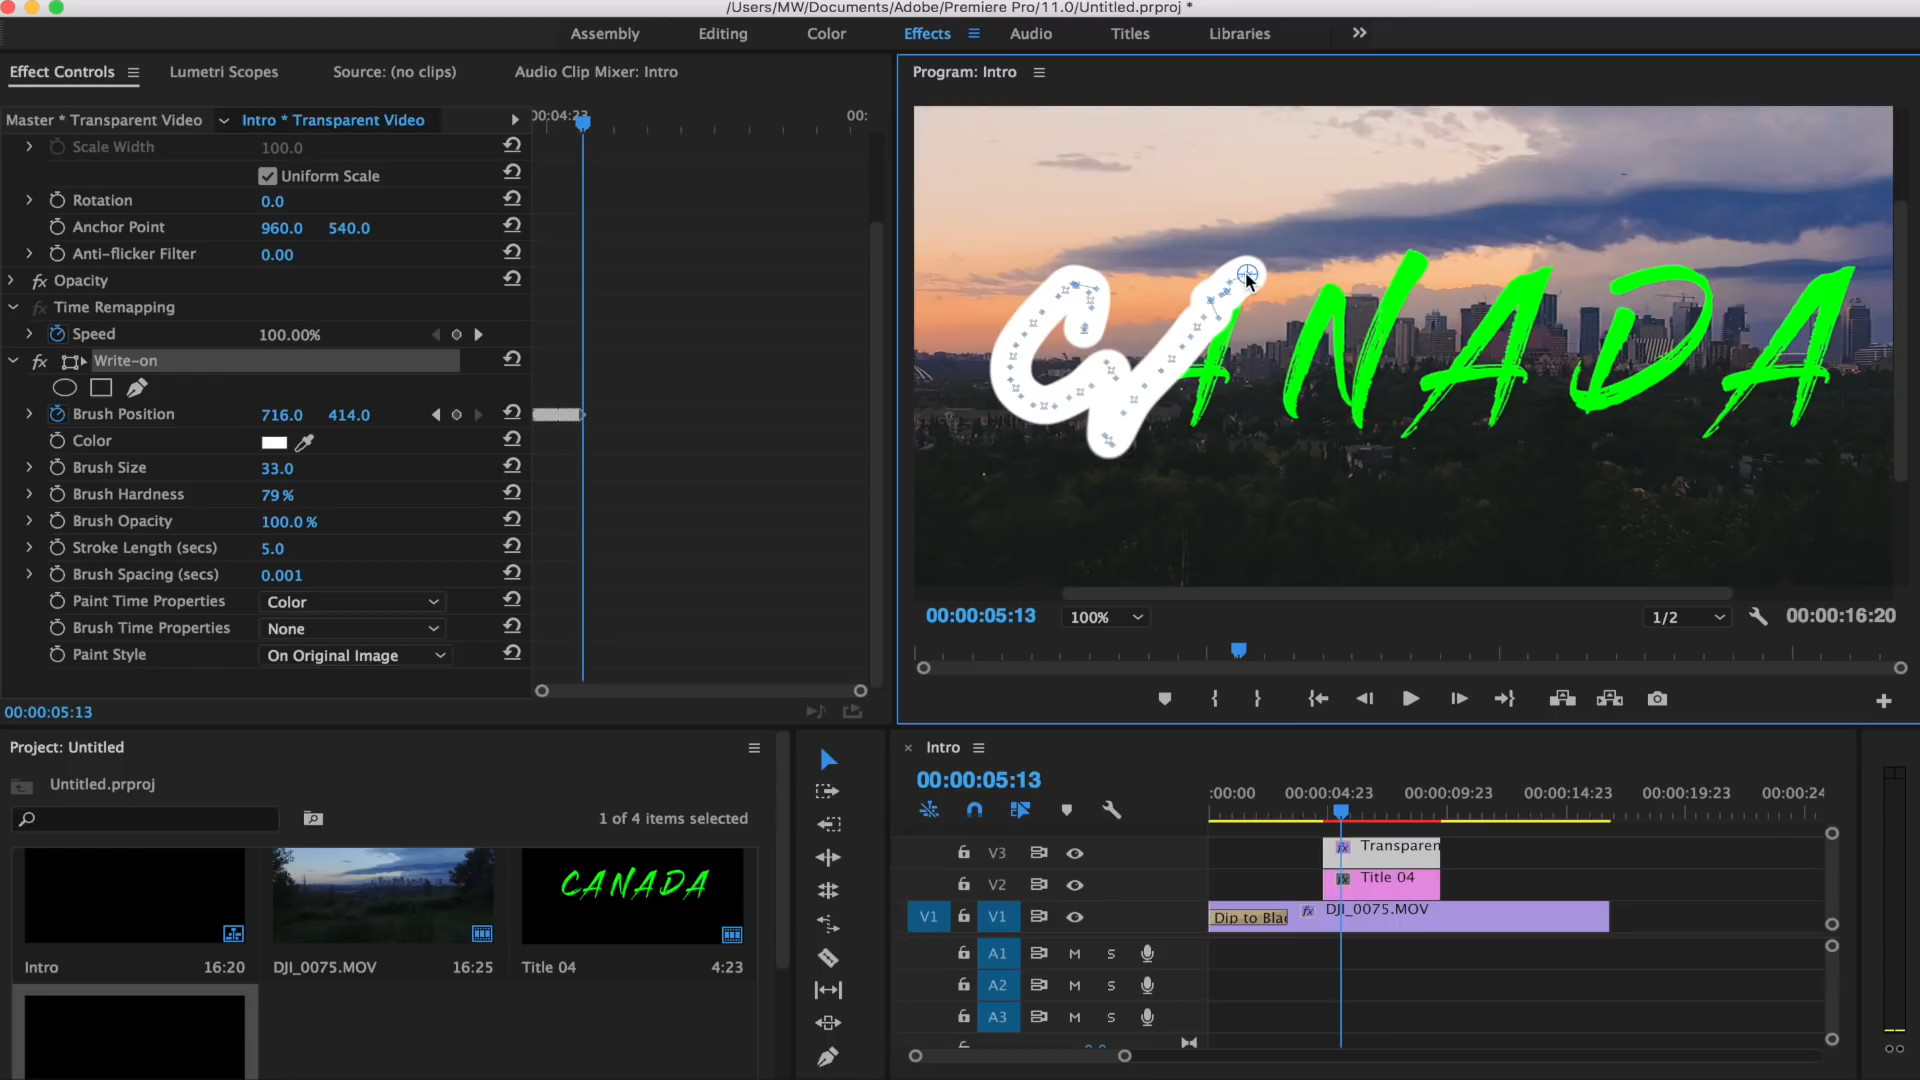 /Users/MW/Documents/Adobe/Premiere Pro/11.0/Untitled.prproj *
Assembly Editing Color Effects Audio Titles Libraries
Effect Controls Lumetri Scopes Source: (no clips) Audio Clip Mixer: Intro
Program: Intro
Master * Transparent Video Intro * Transparent Video
00:04:23 00:
Scale Width 100.0
Uniform Scale
Rotation 0.0
Anchor Point 960.0 540.0
Anti-flicker Filter 0.00
fx Opacity
fx Time Remapping
Speed 100.00%
fx Write-on
Brush Position 716.0 414.0
Color
Brush Size 33.0
Brush Hardness 79 %
Brush Opacity 100.0 %
Stroke Length (secs) 5.0
Brush Spacing (secs) 0.001
Paint Time Properties Color
Brush Time Properties None
Paint Style On Original Image
00:00:05:13
NADA
00:00:05:13 100% 1/2 00:00:16:20
Project: Untitled
Untitled.prproj
1 of 4 items selected
CANADA
Intro 16:20
DJI_0075.MOV 16:25
Title 04 4:23
Intro
00:00:05:13
:00:00 00:00:04:23 00:00:09:23 00:00:14:23 00:00:19:23 00:00:24
V3 fx Transparen
V2 fx Title 04
V1 V1 Dip to Blac fx DJI_0075.MOV
A1 M S
A2 M S
A3 M S